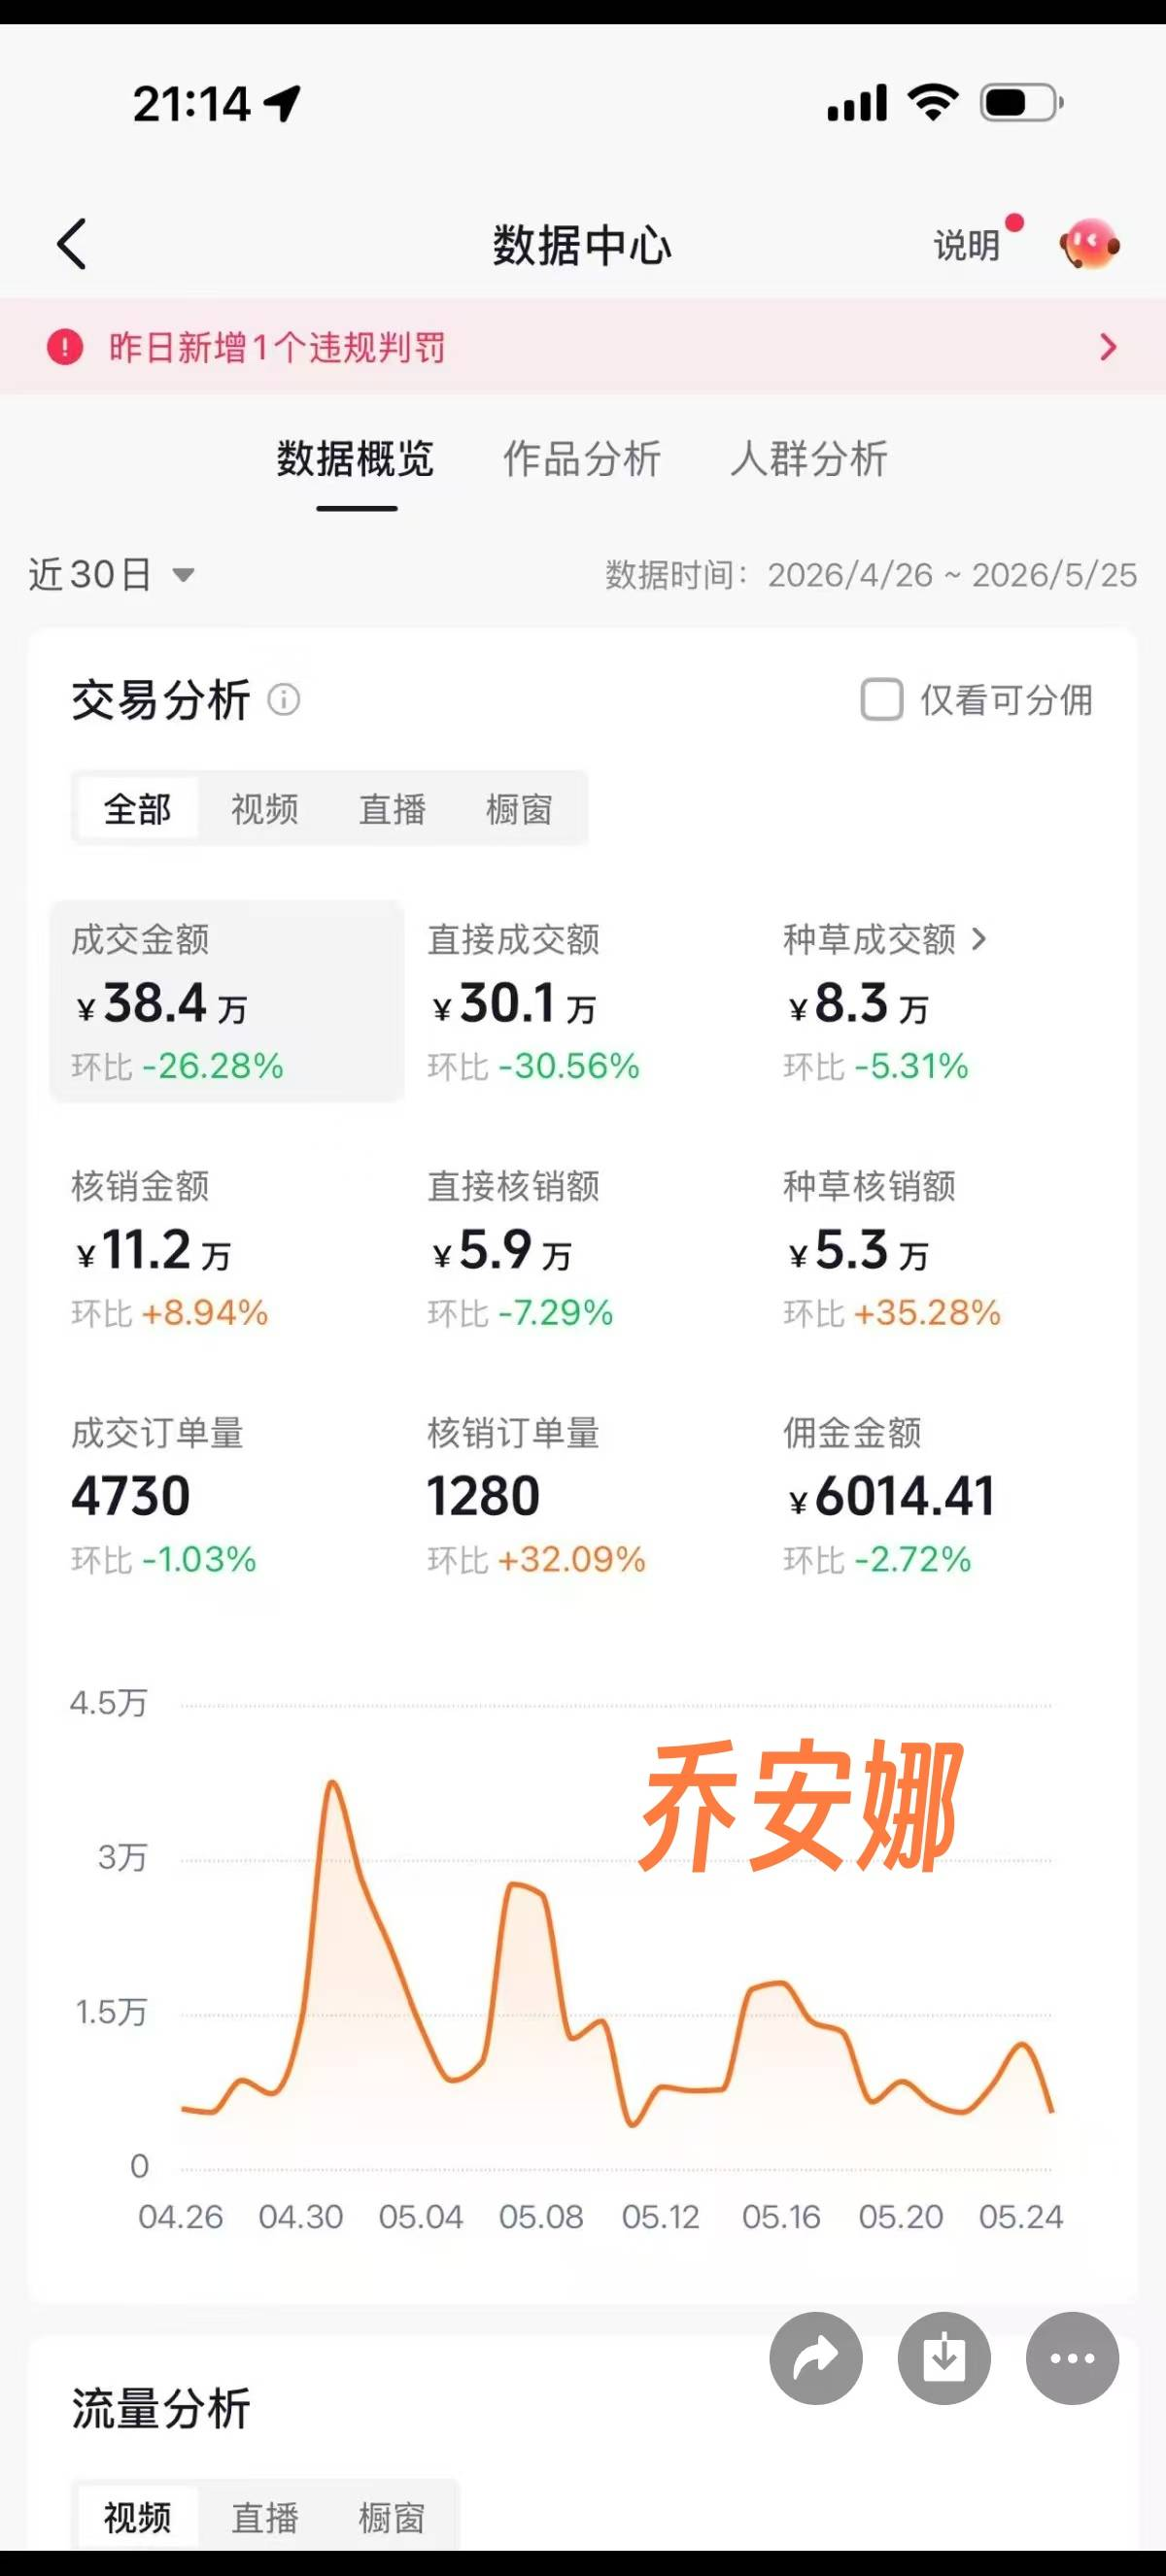 21:14
数据中心 说明
昨日新增1个违规判罚
数据概览 作品分析 人群分析
近30日 数据时间：2026/4/26 ~ 2026/5/25
交易分析 仅看可分佣
全部 视频 直播 橱窗
成交金额 直接成交额 种草成交额
¥38.4万 ¥30.1万 ¥8.3万
环比 -26.28% 环比 -30.56% 环比 -5.31%
核销金额 直接核销额 种草核销额
¥11.2万 ¥5.9万 ¥5.3万
环比 +8.94% 环比 -7.29% 环比 +35.28%
成交订单量 核销订单量 佣金金额
4730 1280 ¥6014.41
环比 -1.03% 环比 +32.09% 环比 -2.72%
4.5万
乔安娜
3万
1.5万
0
04.26 04.30 05.04 05.08 05.12 05.16 05.20 05.24
流量分析
视频 直播 橱窗